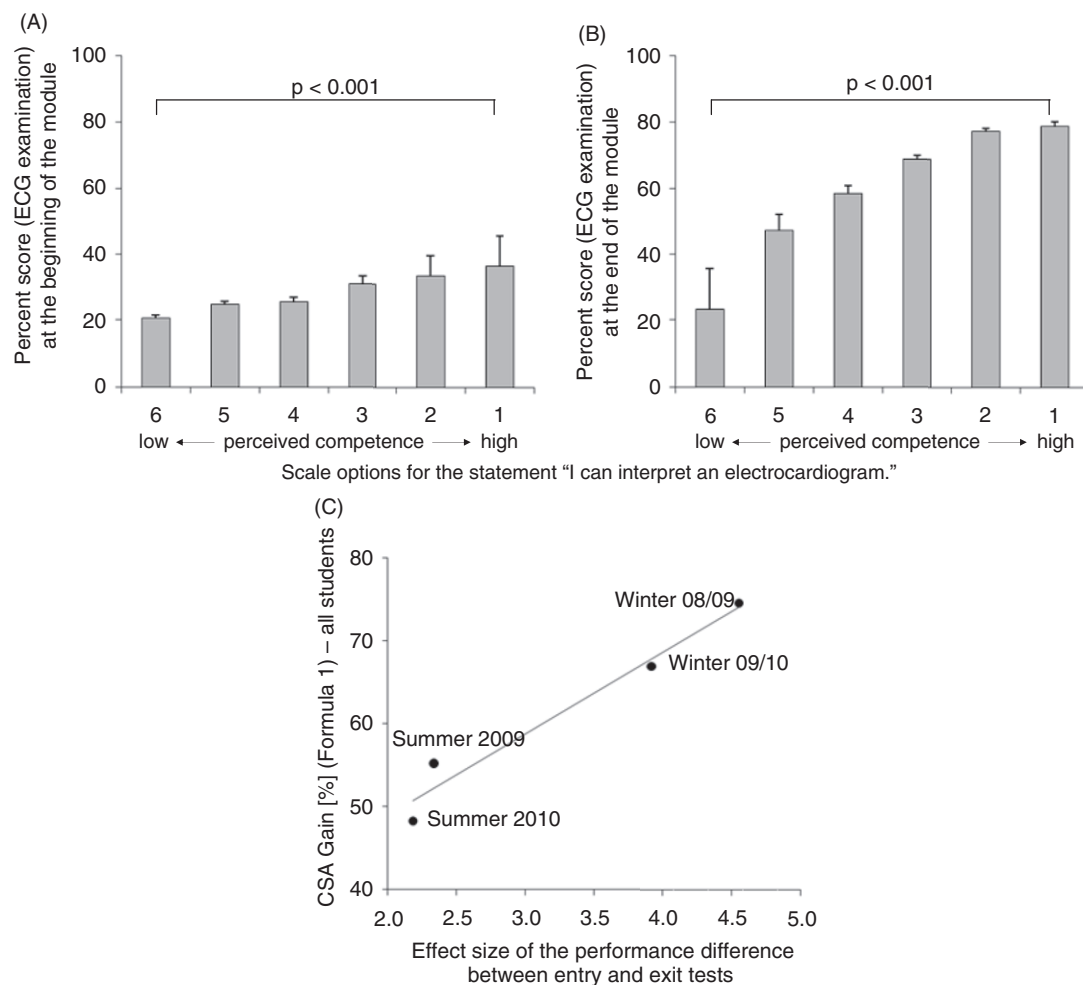 (A)
Percent score (ECG examination)
at the beginning of the module
100
80
60
40
20
0
p < 0.001
6 5 4 3 2 1
low ← perceived competence → high
(B)
Percent score (ECG examination)
at the end of the module
100
80
60
40
20
0
p < 0.001
6 5 4 3 2 1
low ← perceived competence → high
Scale options for the statement “I can interpret an electrocardiogram.”
(C)
CSA Gain [%] (Formula 1) – all students
80
70
60
50
40
Winter 08/09
Winter 09/10
Summer 2009
Summer 2010
2.0 2.5 3.0 3.5 4.0 4.5 5.0
Effect size of the performance difference
between entry and exit tests